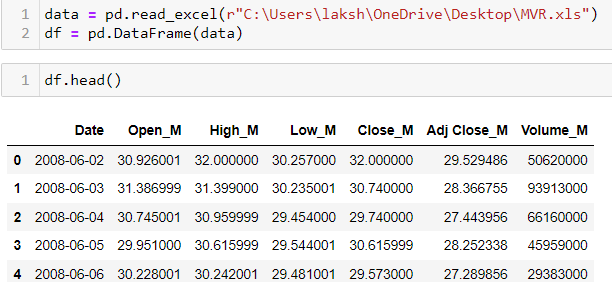 1 data = pd.read_excel(r"C:\Users\laksh\OneDrive\Desktop\MVR.xls")
2 df = pd.DataFrame(data)
1 df.head()
Date Open_M High_M Low_M Close_M Adj Close_M Volume_M
0 2008-06-02 30.926001 32.000000 30.257000 32.000000 29.529486 50620000
1 2008-06-03 31.386999 31.399000 30.235001 30.740000 28.366755 93913000
2 2008-06-04 30.745001 30.959999 29.454000 29.740000 27.443956 66160000
3 2008-06-05 29.951000 30.615999 29.544001 30.615999 28.252338 45959000
4 2008-06-06 30.228001 30.242001 29.481001 29.573000 27.289856 29383000